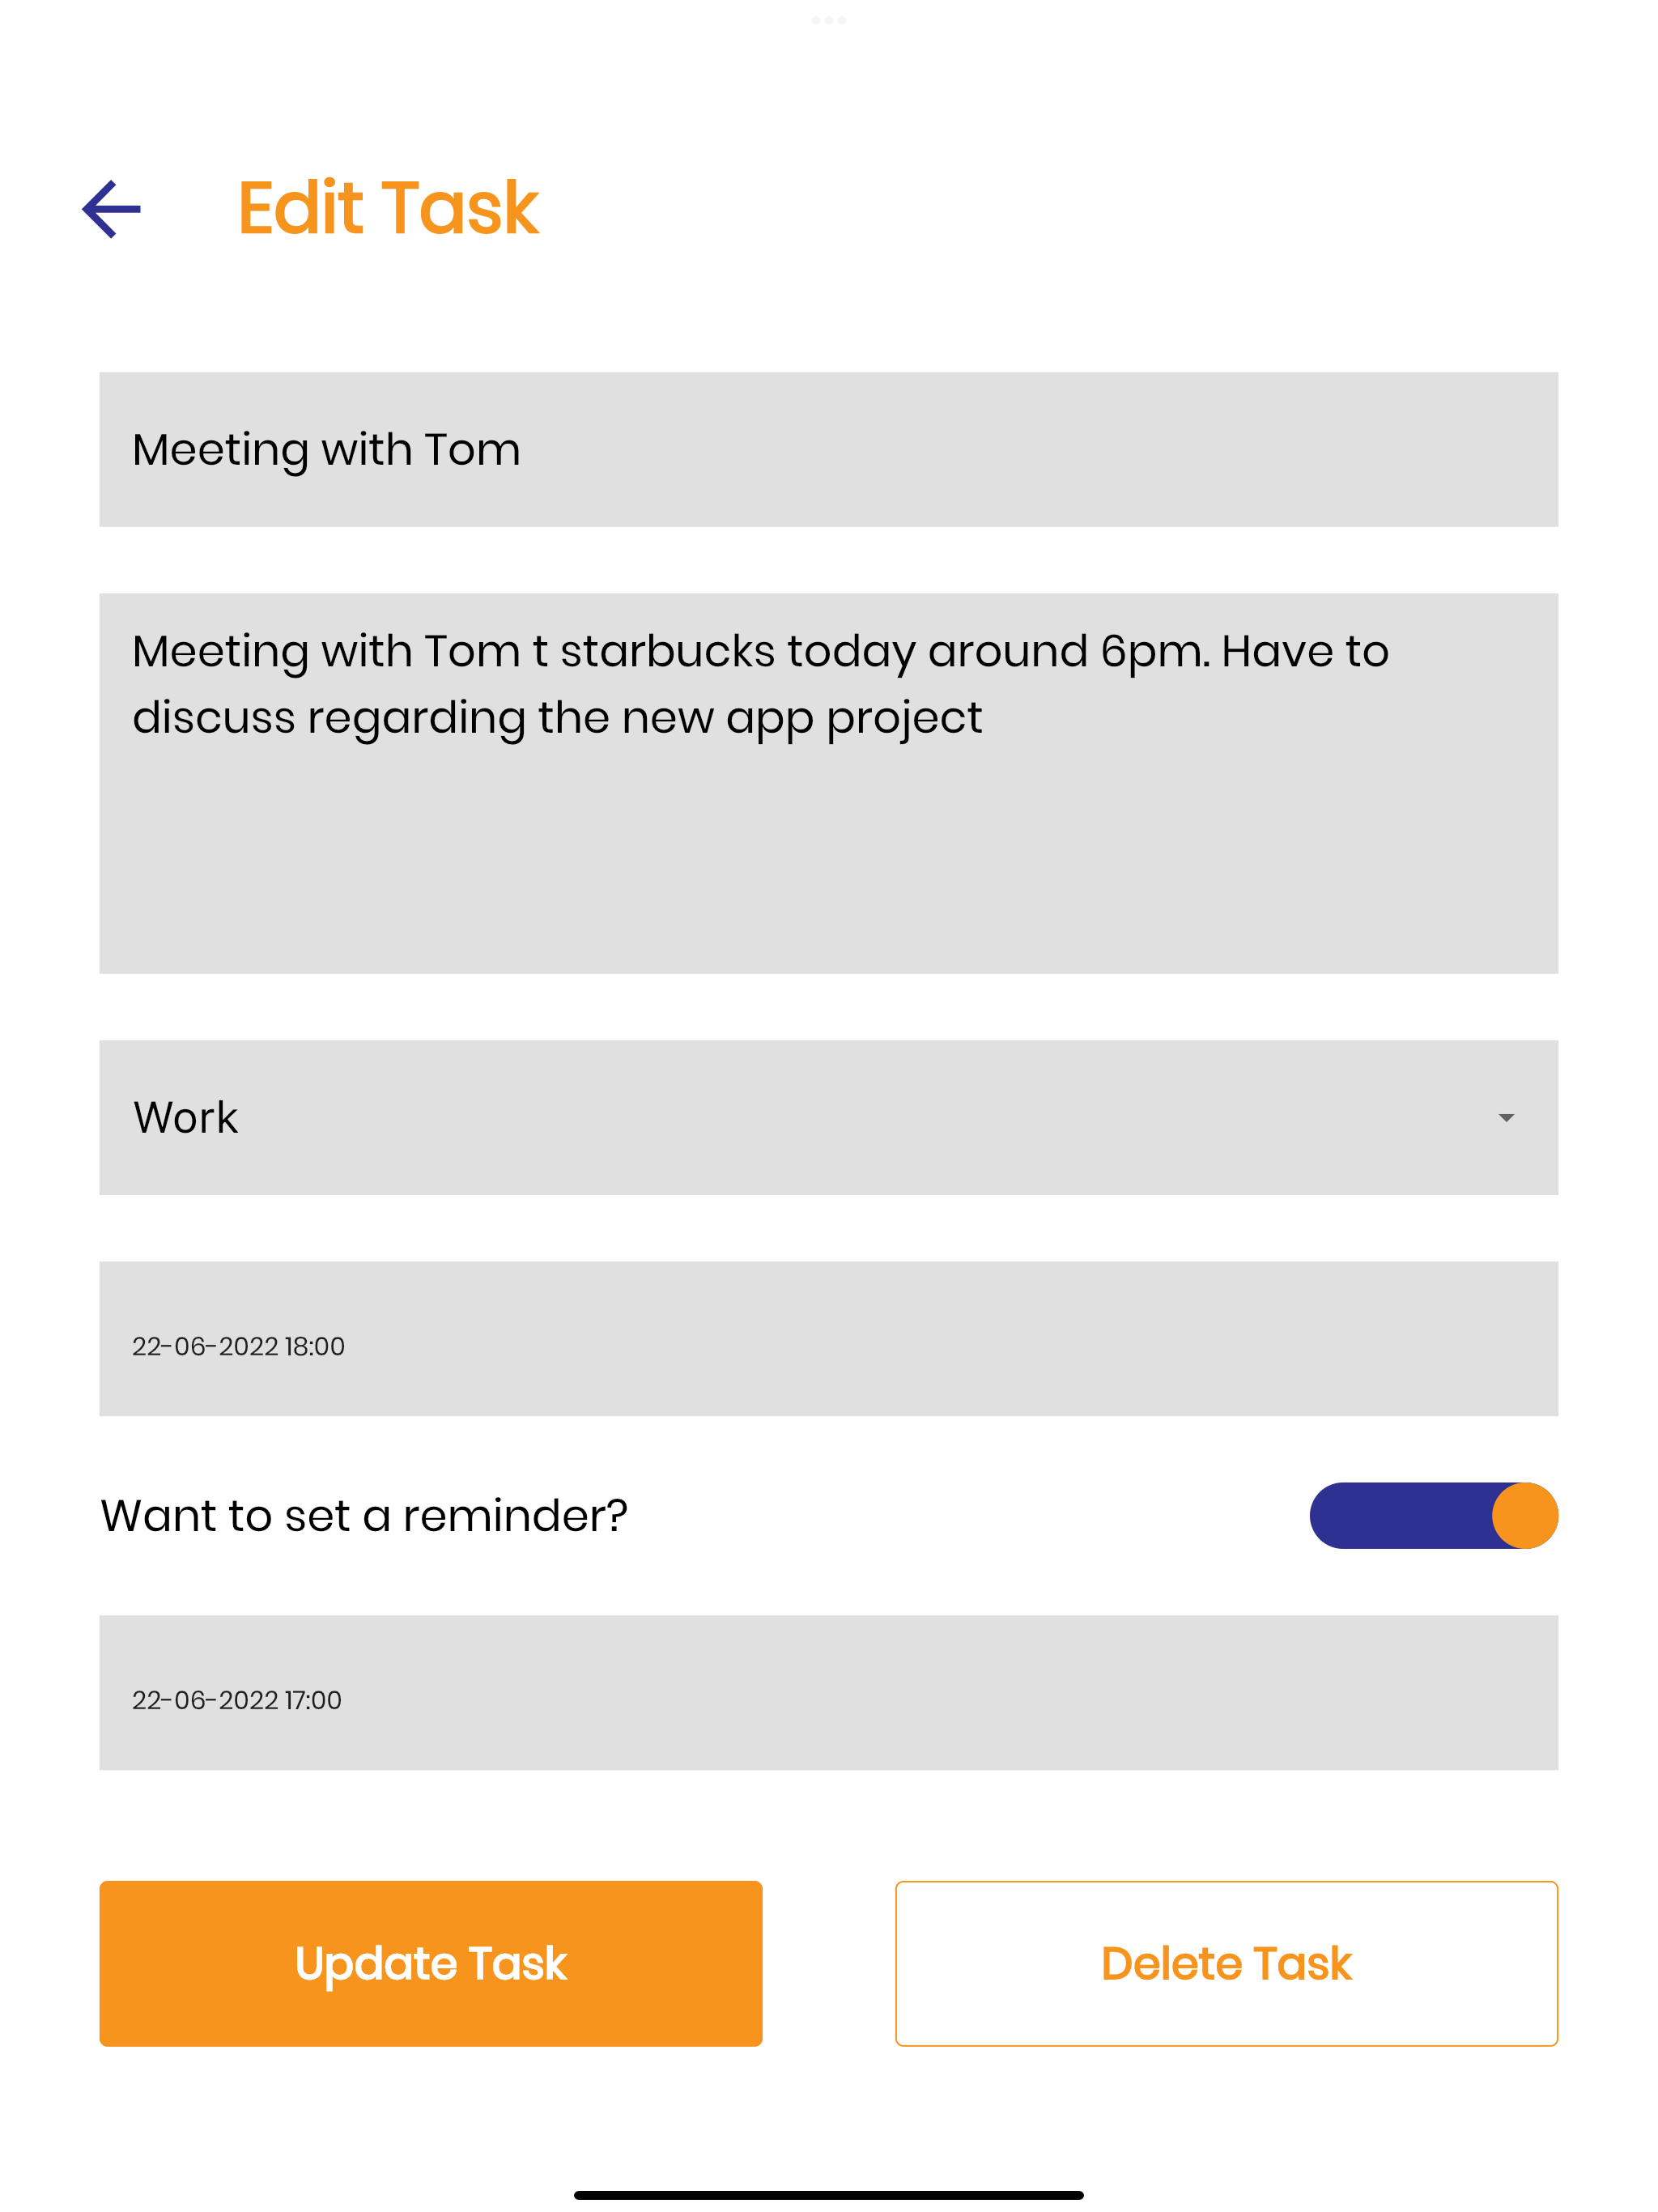 Edit Task
Meeting with Tom
Meeting with Tom t starbucks today around 6pm. Have to
discuss regarding the new app project
Work
22-06-2022 18:00
Want to set a reminder?
22-06-2022 17:00
Update Task
Delete Task